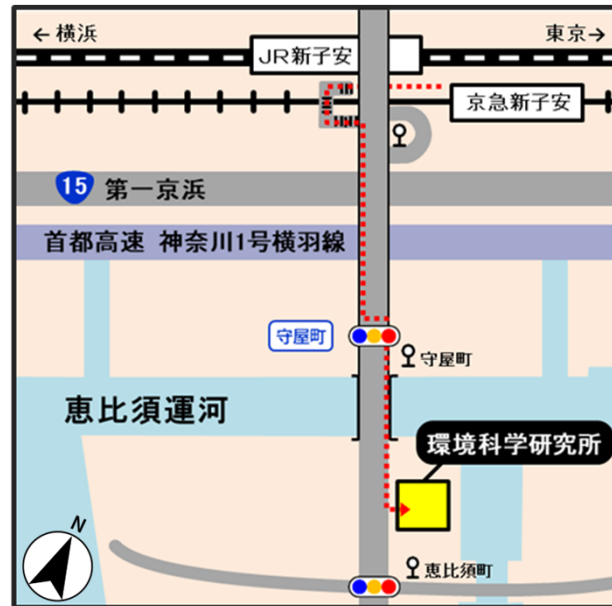 ←横浜
東京→
JR新子安
京急新子安
15 第一京浜
首都高速 神奈川1号横羽線
守屋町
守屋町
恵比須運河
環境科学研究所
N
恵比須町